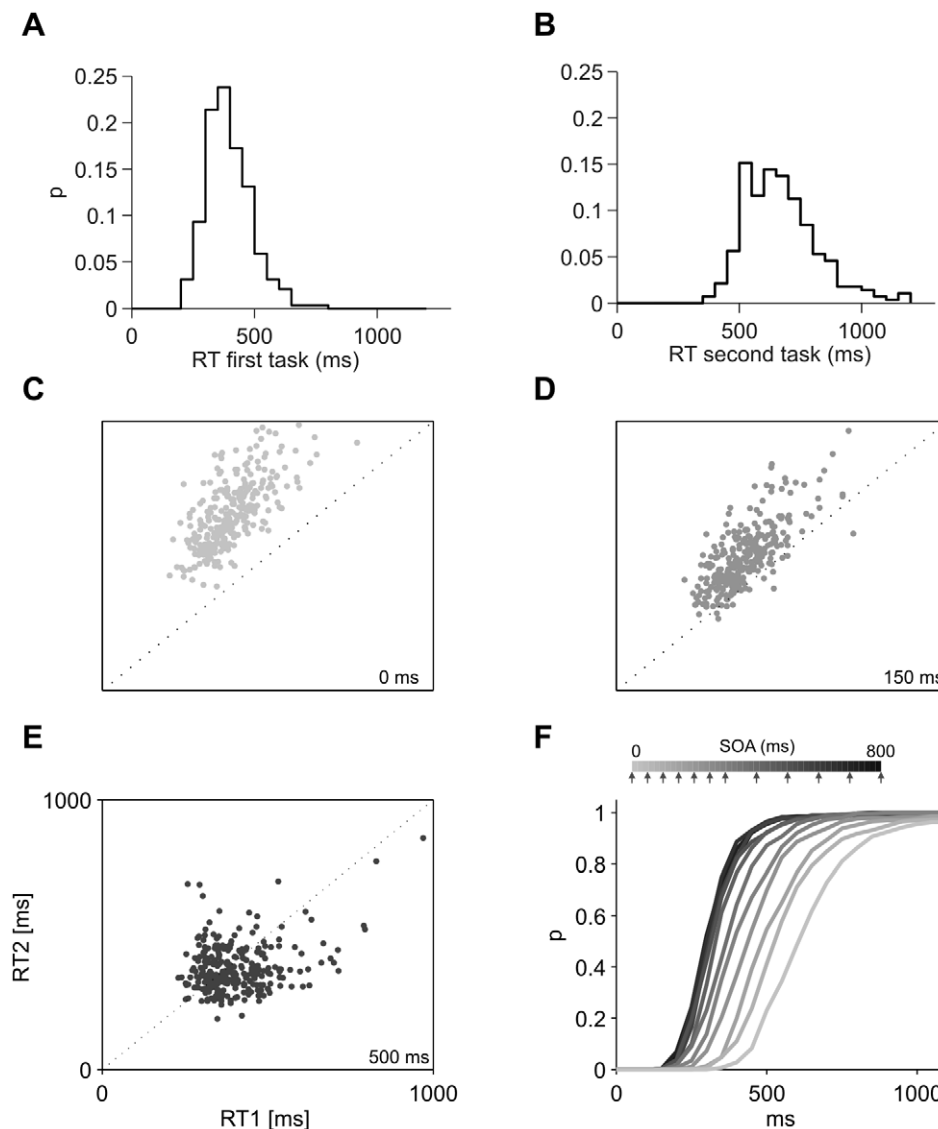 A
0.25
0.2
0.15
0.1
0.05
0
p
0 500 1000
RT first task (ms)
B
0.25
0.2
0.15
0.1
0.05
0
0 500 1000
RT second task (ms)
C
0 ms
D
150 ms
E
1000
RT2 [ms]
0
500 ms
0 1000
RT1 [ms]
F
0 SOA (ms) 800
1
0.8
0.6
0.4
0.2
0
p
0 500 1000
ms